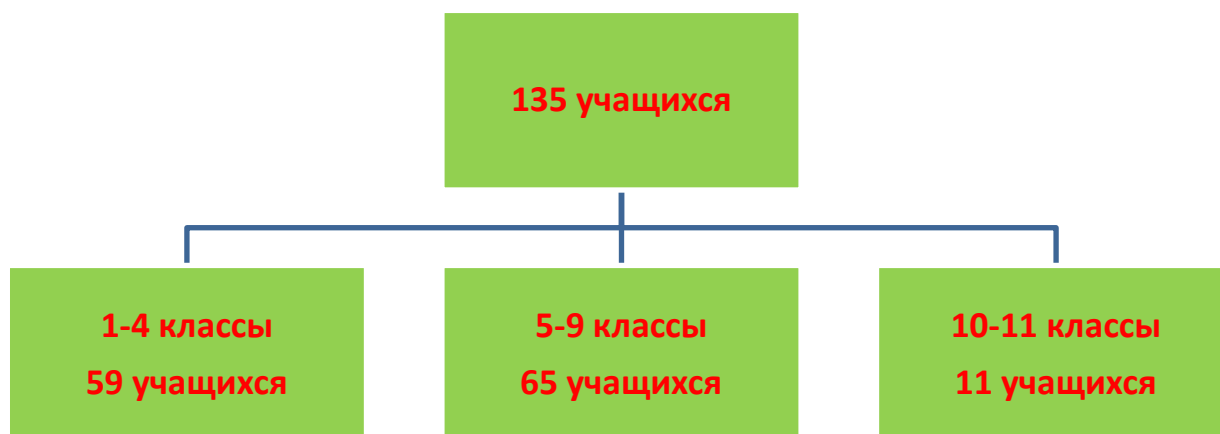 135 учащихся
1-4 классы
59 учащихся
5-9 классы
65 учащихся
10-11 классы
11 учащихся